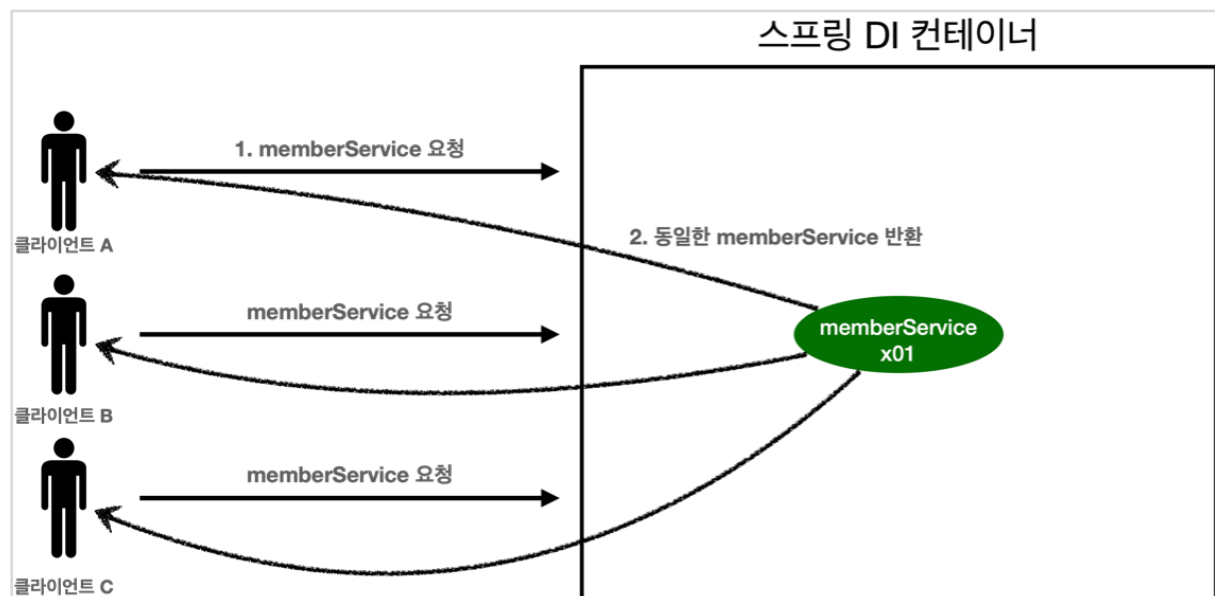 스프링 DI 컨테이너
1. memberService 요청
클라이언트 A
2. 동일한 memberService 반환
memberService 요청
memberService
x01
클라이언트 B
memberService 요청
클라이언트 C